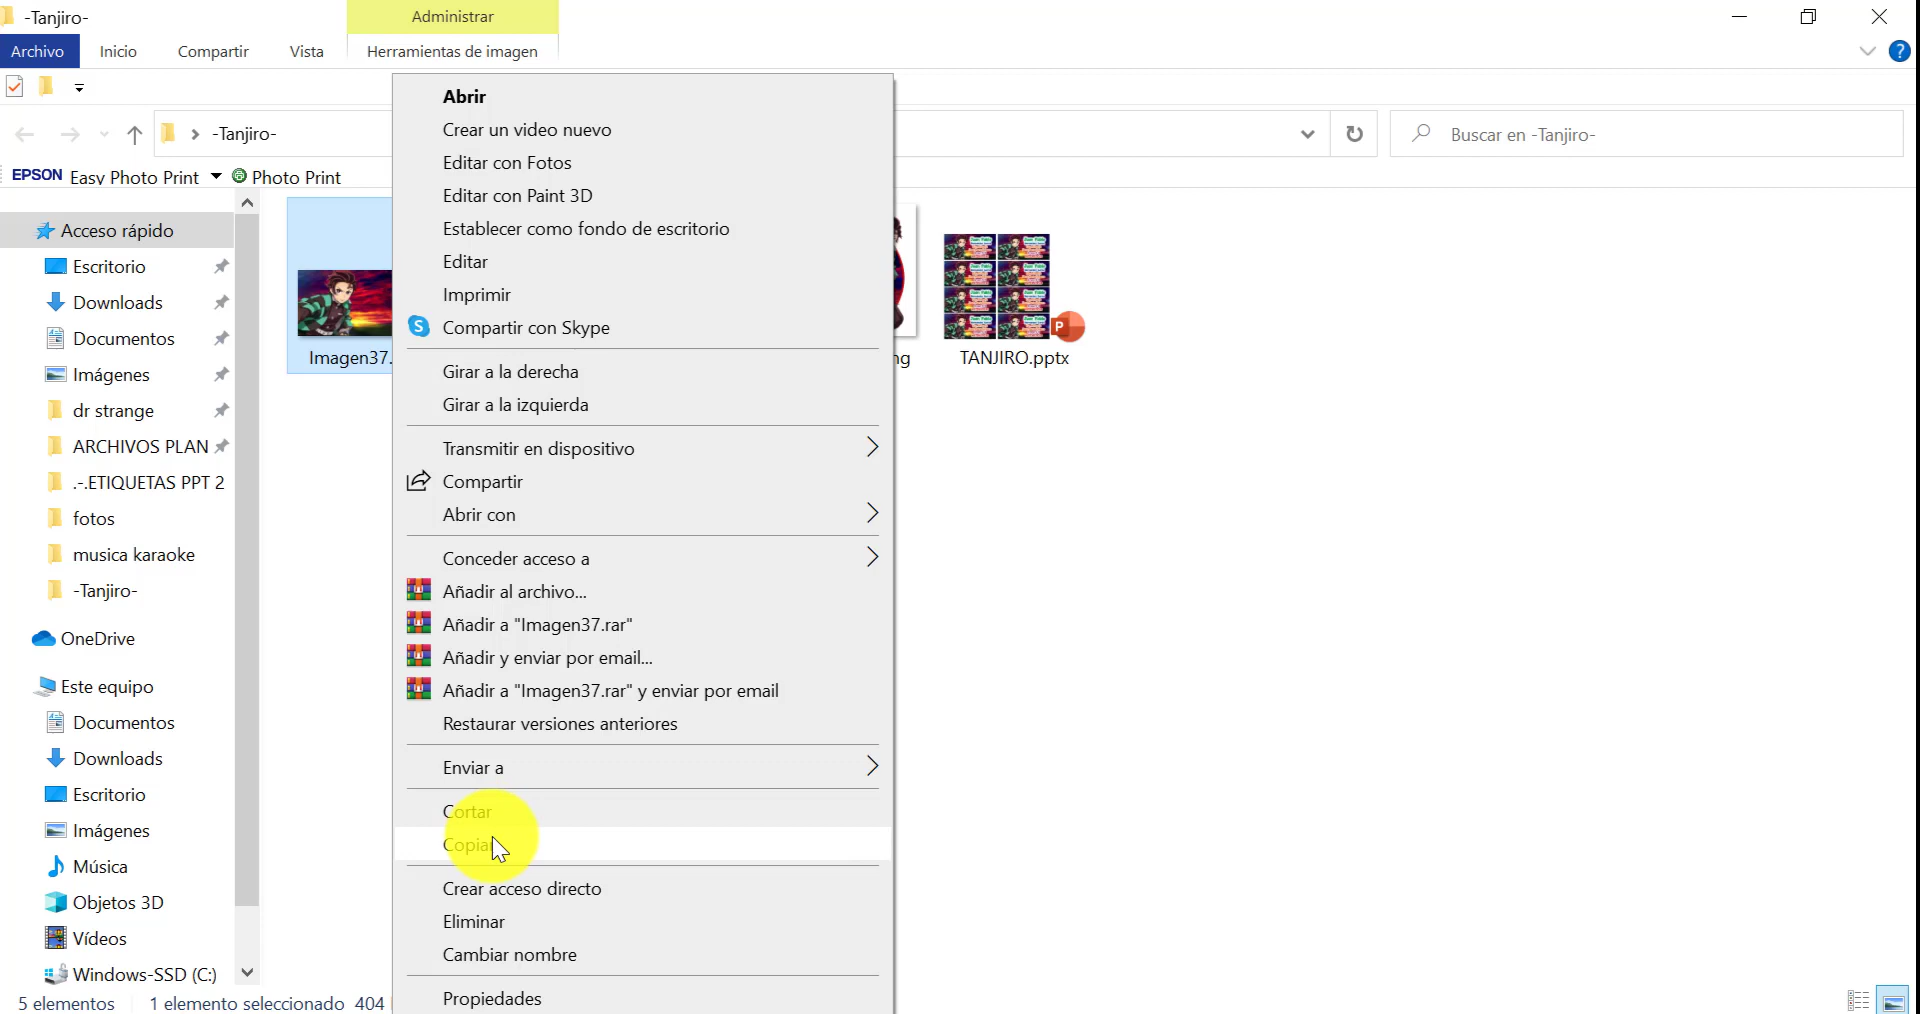 -Tanjiro-
Administrar
Archivo
Inicio
Compartir
Vista
Herramientas de imagen
-Tanjiro-
Buscar en -Tanjiro-
EPSON Easy Photo Print
Photo Print
Acceso rápido
Escritorio
Downloads
Documentos
Imágenes
dr strange
ARCHIVOS PLAN
.-.ETIQUETAS PPT 2
fotos
musica karaoke
-Tanjiro-
OneDrive
Este equipo
Documentos
Downloads
Escritorio
Imágenes
Música
Objetos 3D
Vídeos
Windows-SSD (C:)
Imagen37.
ng
TANJIRO.pptx
Abrir
Crear un video nuevo
Editar con Fotos
Editar con Paint 3D
Establecer como fondo de escritorio
Editar
Imprimir
Compartir con Skype
Girar a la derecha
Girar a la izquierda
Transmitir en dispositivo
Compartir
Abrir con
Conceder acceso a
Añadir al archivo...
Añadir a "Imagen37.rar"
Añadir y enviar por email...
Añadir a "Imagen37.rar" y enviar por email
Restaurar versiones anteriores
Enviar a
Cortar
Copiar
Crear acceso directo
Eliminar
Cambiar nombre
Propiedades
5 elementos
1 elemento seleccionado 404